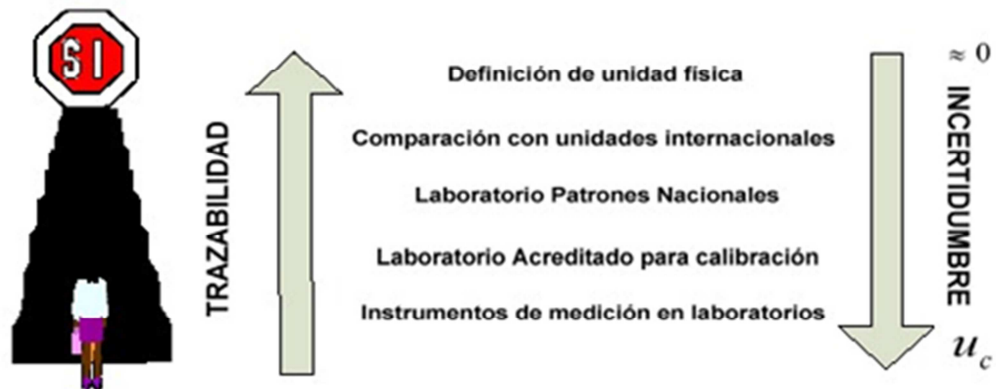 SI
TRAZABILIDAD
Definición de unidad física
Comparación con unidades internacionales
Laboratorio Patrones Nacionales
Laboratorio Acreditado para calibración
Instrumentos de medición en laboratorios
≈ 0
INCERTIDUMBRE
u_c